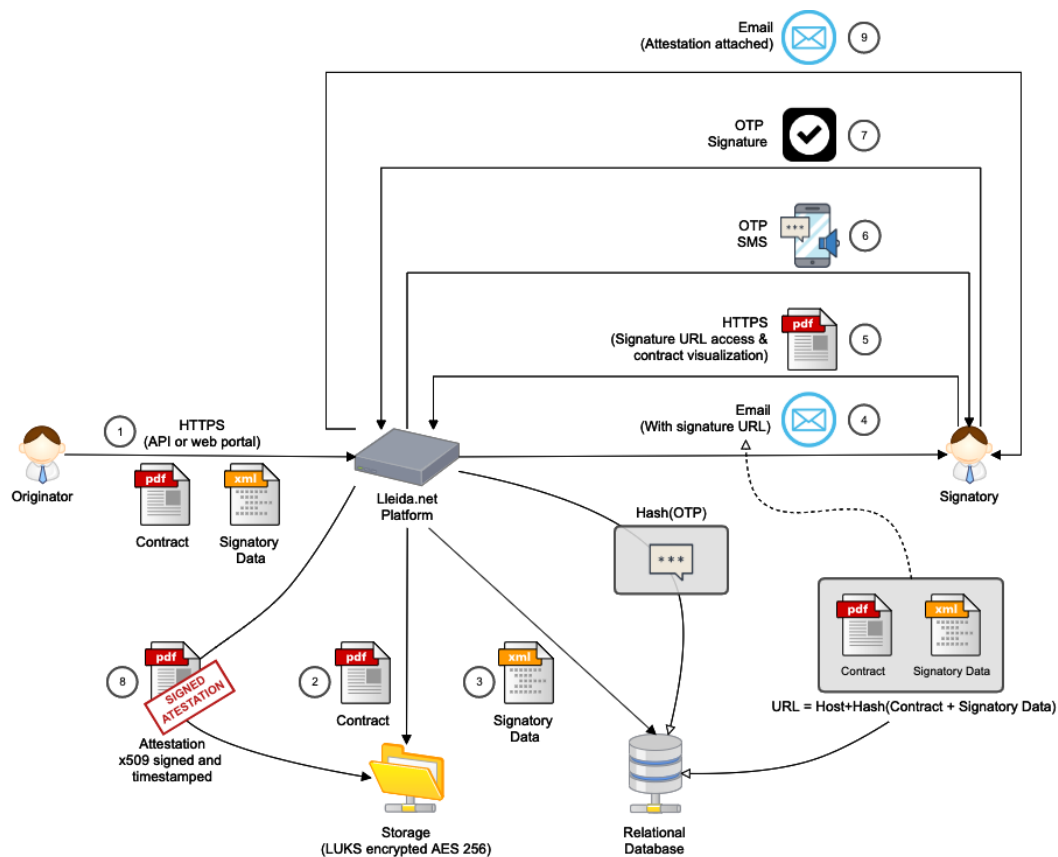 Email
(Attestation attached)
9
OTP
Signature
7
OTP
SMS
***
6
HTTPS
(Signature URL access &
contract visualization)
pdf
5
Email
(With signature URL)
4
1
HTTPS
(API or web portal)
Originator
pdf
Contract
xml
Signatory
Data
Lleida.net
Platform
Signatory
Hash(OTP)
***
8
pdf
SIGNED
ATESTATION
Attestation
x509 signed and
timestamped
2
pdf
Contract
3
xml
Signatory
Data
pdf
Contract
xml
Signatory Data
URL = Host+Hash(Contract + Signatory Data)
Storage
(LUKS encrypted AES 256)
Relational
Database